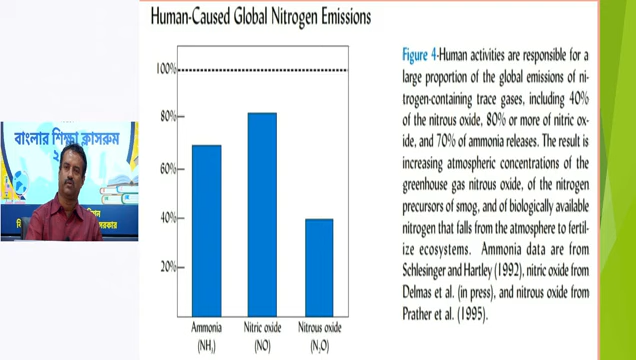 Human-Caused Global Nitrogen Emissions
100%
80%
60%
40%
20%
Ammonia
(NH₃)
Nitric oxide
(NO)
Nitrous oxide
(N₂O)
Figure 4-Human activities are responsible for a
large proportion of the global emissions of ni-
trogen-containing trace gases, including 40%
of the nitrous oxide, 80% or more of nitric ox-
ide, and 70% of ammonia releases. The result is
increasing atmospheric concentrations of the
greenhouse gas nitrous oxide, of the nitrogen
precursors of smog, and of biologically available
nitrogen that falls from the atmosphere to fertil-
ize ecosystems. Ammonia data are from
Schlesinger and Hartley (1992), nitric oxide from
Delmas et al. (in press), and nitrous oxide from
Prather et al. (1995).
বাংলার শিক্ষা ক্লাসরুম